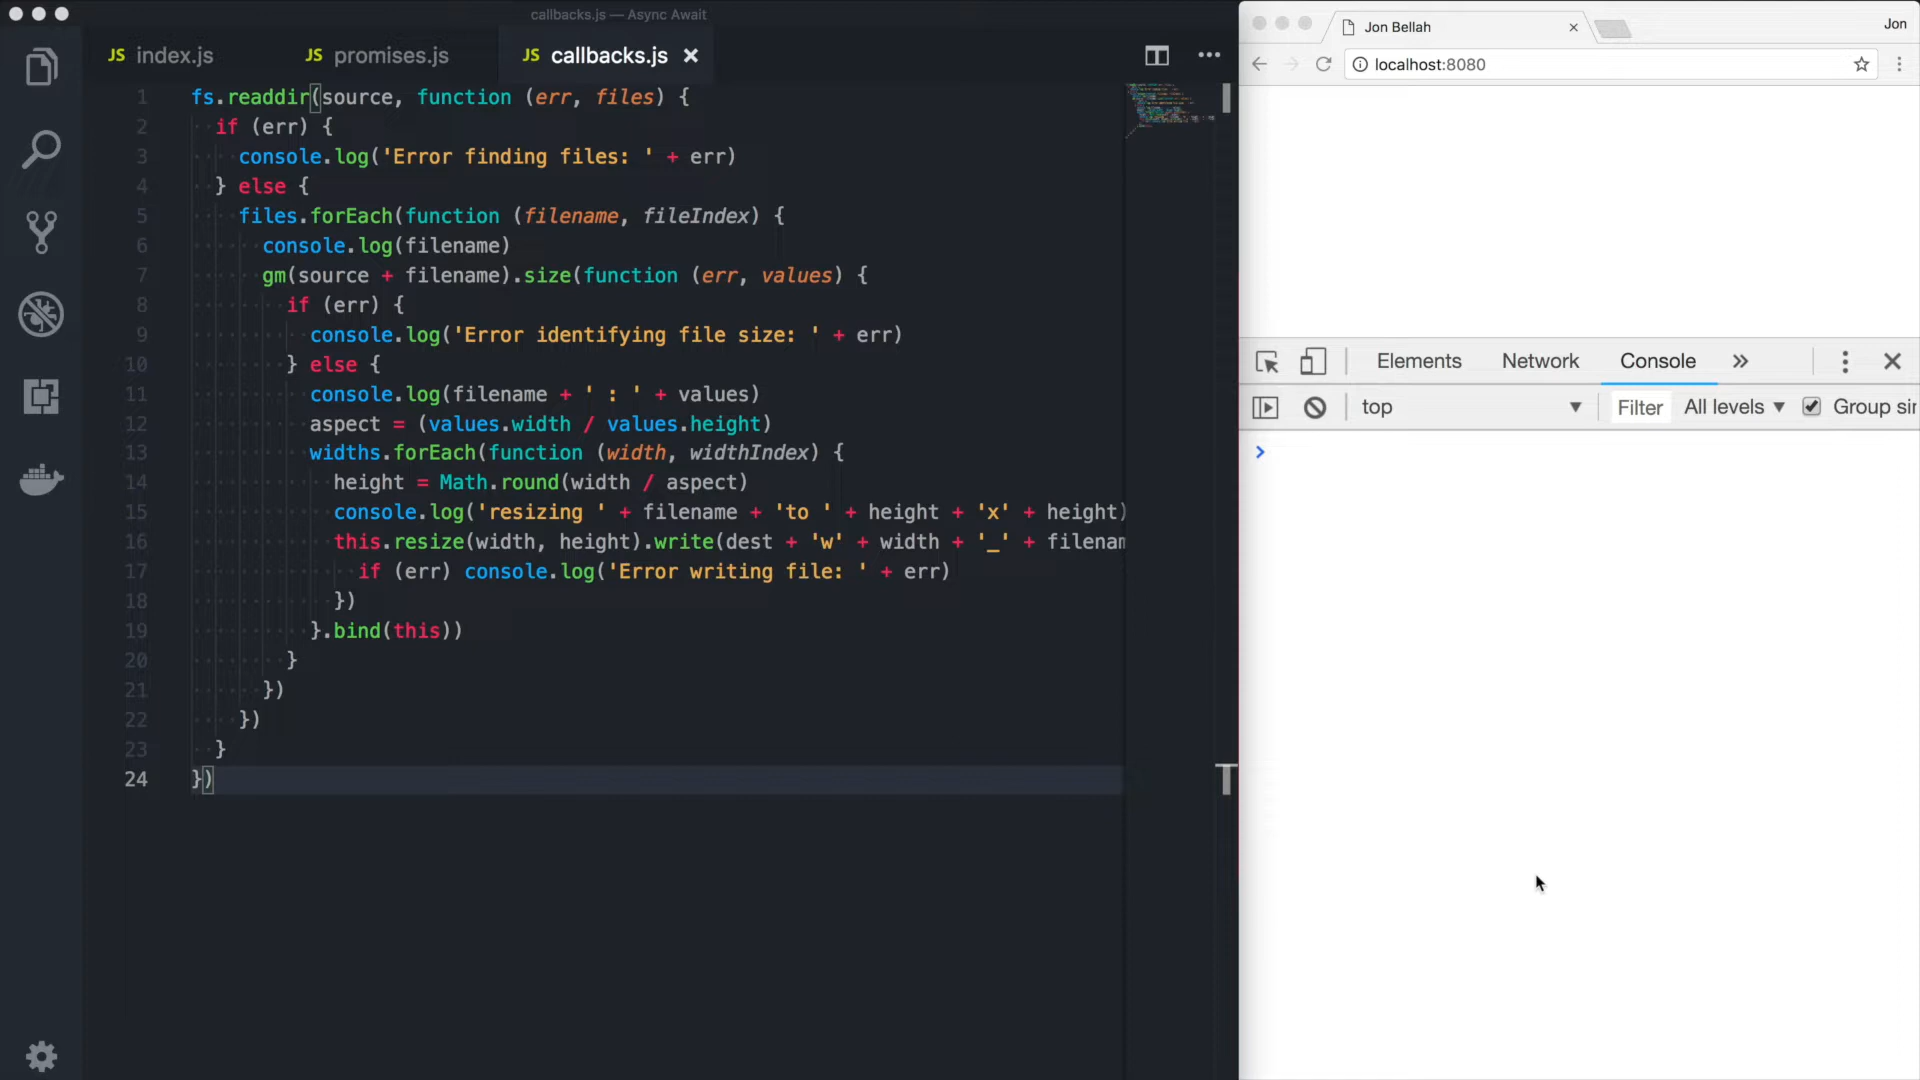 callbacks.js — Async Await
JS index.js
JS promises.js
JS callbacks.js
1 fs.readdir(source, function (err, files) {
2 if (err) {
3 console.log('Error finding files: ' + err)
4 } else {
5 files.forEach(function (filename, fileIndex) {
6 console.log(filename)
7 gm(source + filename).size(function (err, values) {
8 if (err) {
9 console.log('Error identifying file size: ' + err)
10 } else {
11 console.log(filename + ' : ' + values)
12 aspect = (values.width / values.height)
13 widths.forEach(function (width, widthIndex) {
14 height = Math.round(width / aspect)
15 console.log('resizing ' + filename + 'to ' + height + 'x' + height)
16 this.resize(width, height).write(dest + 'w' + width + '_' + filenam
17 if (err) console.log('Error writing file: ' + err)
18 })
19 }.bind(this))
20 }
21 })
22 })
23 }
24 })
Jon Bellah
Jon
localhost:8080
Elements Network Console
top Filter All levels Group sir